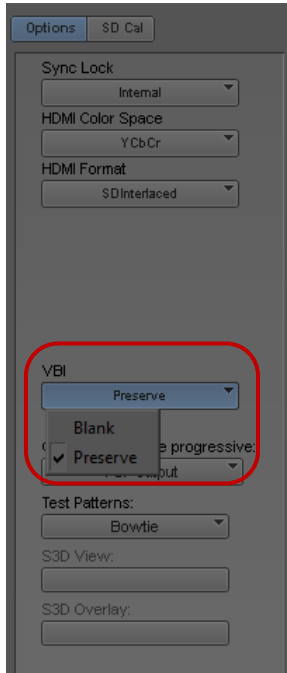 Options SD Cal
Sync Lock
Internal
HDMI Color Space
YCbCr
HDMI Format
SDInterlaced
VBI
Preserve
Blank
Preserve
progressive:
Test Patterns:
Bowtie
S3D View:
S3D Overlay: